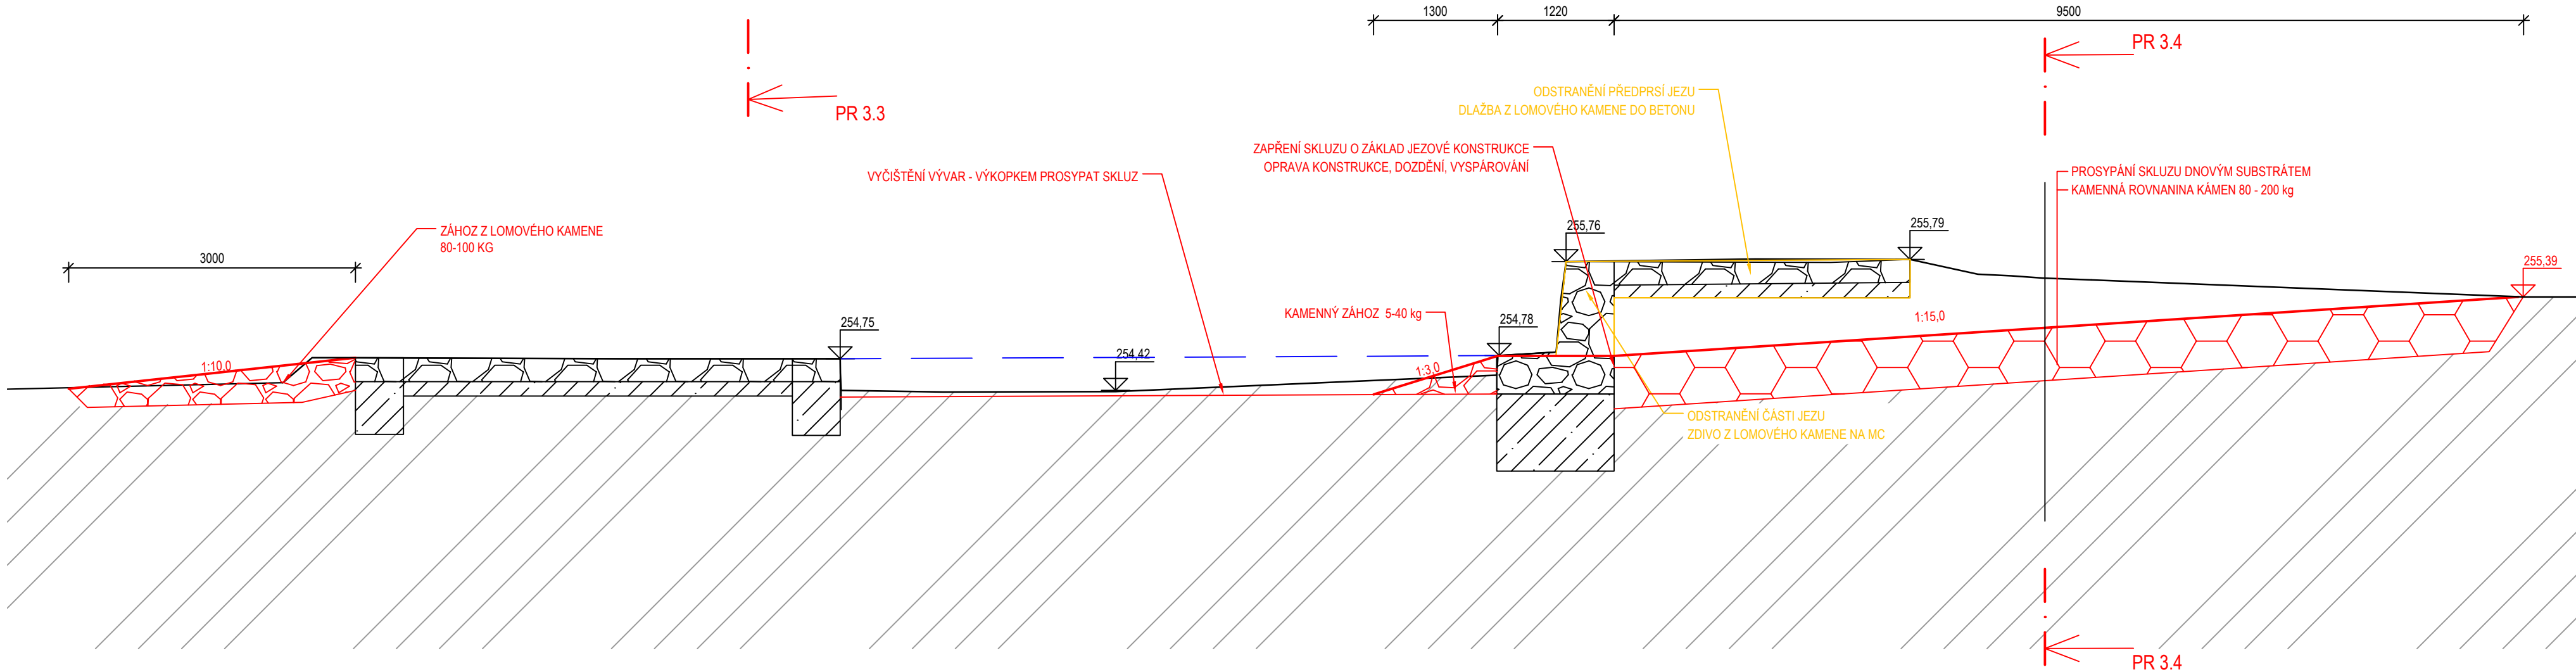 1300
1220
9500
PR 3.4
PR 3.3
ODSTRANĚNÍ PŘEDPRSÍ JEZU
DLAŽBA Z LOMOVÉHO KAMENE DO BETONU
ZAPŘENÍ SKLUZU O ZÁKLAD JEZOVÉ KONSTRUKCE
OPRAVA KONSTRUKCE, DOZDĚNÍ, VYSPÁROVÁNÍ
VYČIŠTĚNÍ VÝVAR - VÝKOPKEM PROSYPAT SKLUZ
PROSYPÁNÍ SKLUZU DNOVÝM SUBSTRÁTEM
KAMENNÁ ROVNANINA KÁMEN 80 - 200 kg
ZÁHOZ Z LOMOVÉHO KAMENE
80-100 KG
255,76
255,79
3000
255,39
KAMENNÝ ZÁHOZ 5-40 kg
254,75
254,78
1:15,0
254,42
1:10,0
1:3,0
ODSTRANĚNÍ ČÁSTI JEZU
ZDIVO Z LOMOVÉHO KAMENE NA MC
PR 3.4